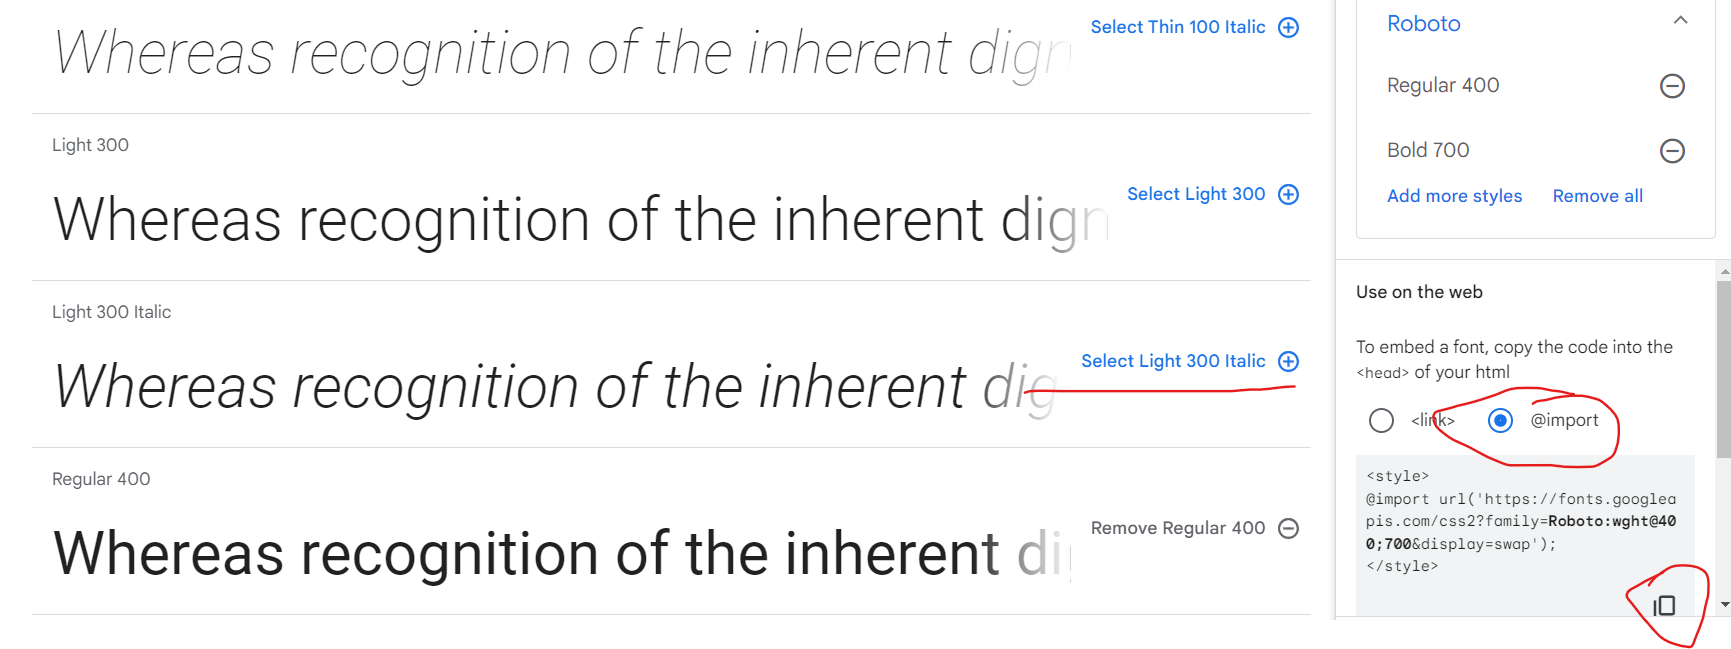 Whereas recognition of the inherent dign
Select Thin 100 Italic
Light 300
Whereas recognition of the inherent dign
Select Light 300
Light 300 Italic
Whereas recognition of the inherent dig
Select Light 300 Italic
Regular 400
Whereas recognition of the inherent di
Remove Regular 400
Roboto
Regular 400
Bold 700
Add more styles Remove all
Use on the web
To embed a font, copy the code into the
<head> of your html
<link> @import
<style>
@import url('https://fonts.googlea
pis.com/css2?family=Roboto:wght@40
0;700&display=swap');
</style>